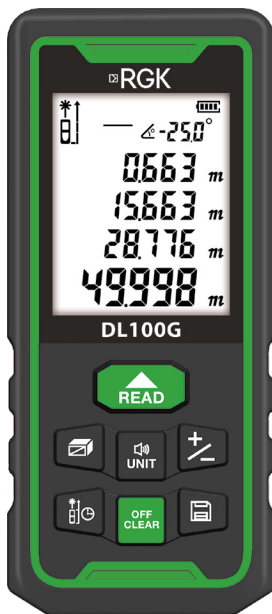 RGK
-25.0°
0.663 m
15.663 m
28.776 m
49.998 m
DL100G
READ
UNIT
+/-
OFF
CLEAR